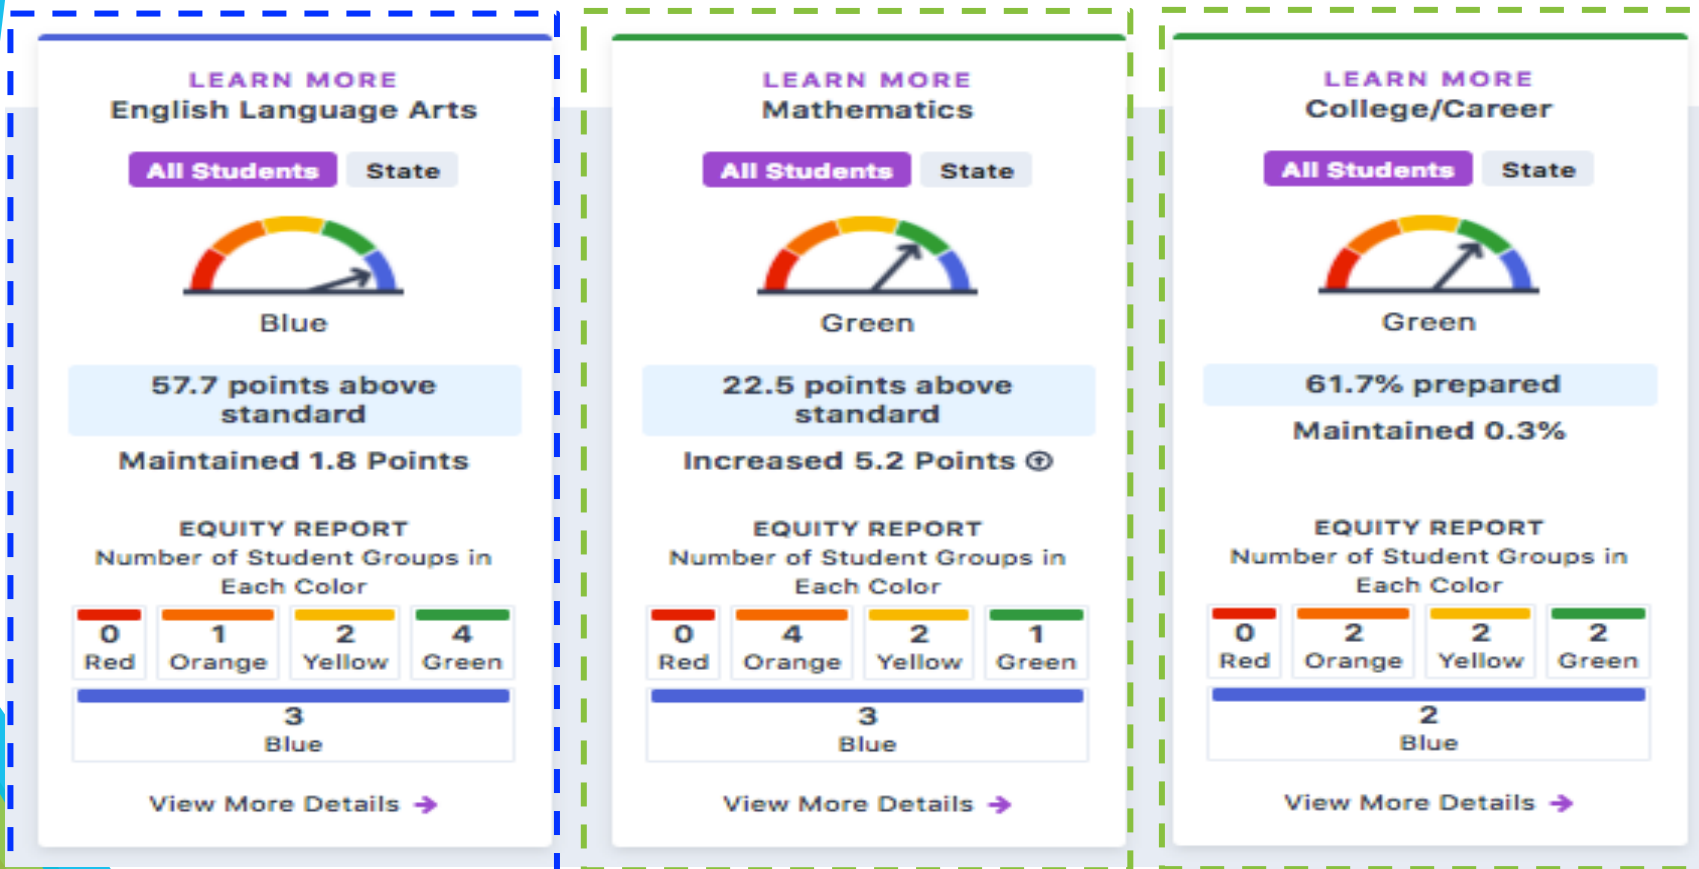 LEARN MORE
English Language Arts
All Students
State
Blue
57.7 points above
standard
Maintained 1.8 Points
EQUITY REPORT
Number of Student Groups in
Each Color
0
Red
1
Orange
2
Yellow
4
Green
3
Blue
View More Details →
LEARN MORE
Mathematics
All Students
State
Green
22.5 points above
standard
Increased 5.2 Points
EQUITY REPORT
Number of Student Groups in
Each Color
0
Red
4
Orange
2
Yellow
1
Green
3
Blue
View More Details →
LEARN MORE
College/Career
All Students
State
Green
61.7% prepared
Maintained 0.3%
EQUITY REPORT
Number of Student Groups in
Each Color
0
Red
2
Orange
2
Yellow
2
Green
2
Blue
View More Details →